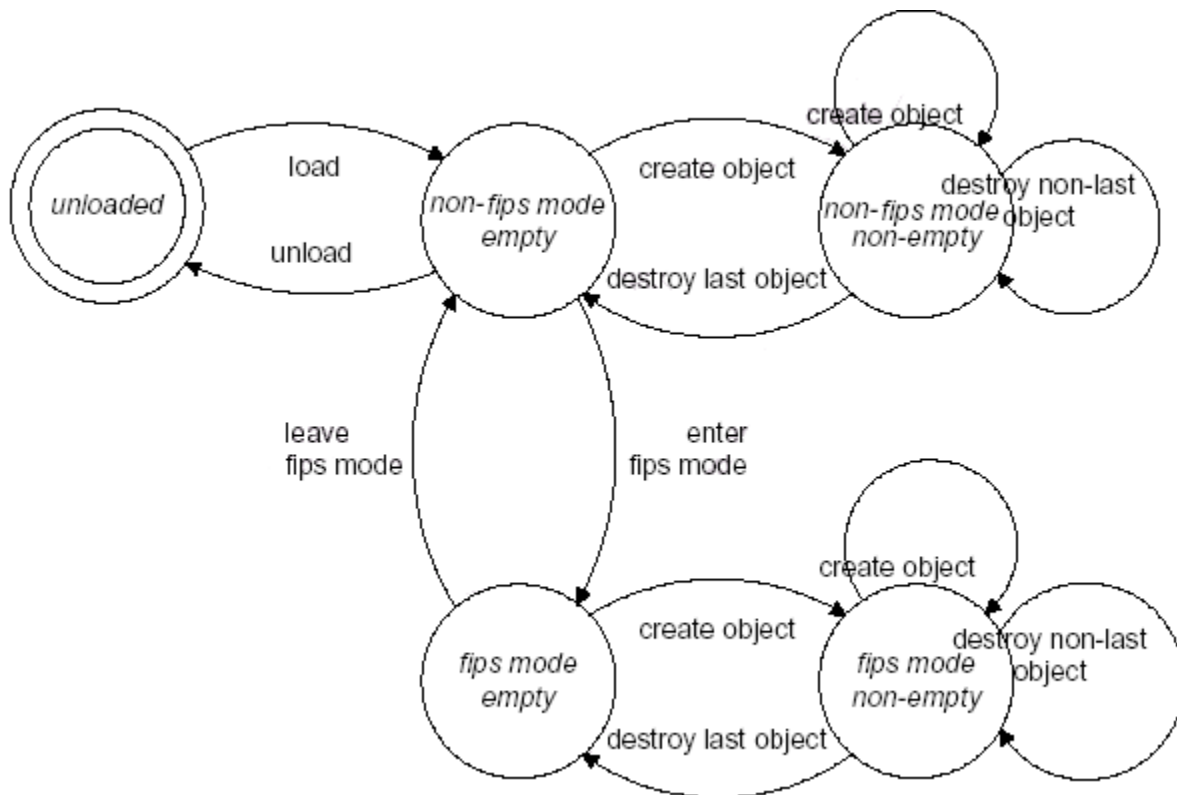 create object
load
create object
destroy non-last
object
unloaded
non-fips mode
empty
non-fips mode
non-empty
unload
destroy last object
leave
fips mode
enter
fips mode
create object
create object
destroy non-last
object
fips mode
empty
fips mode
non-empty
destroy last object